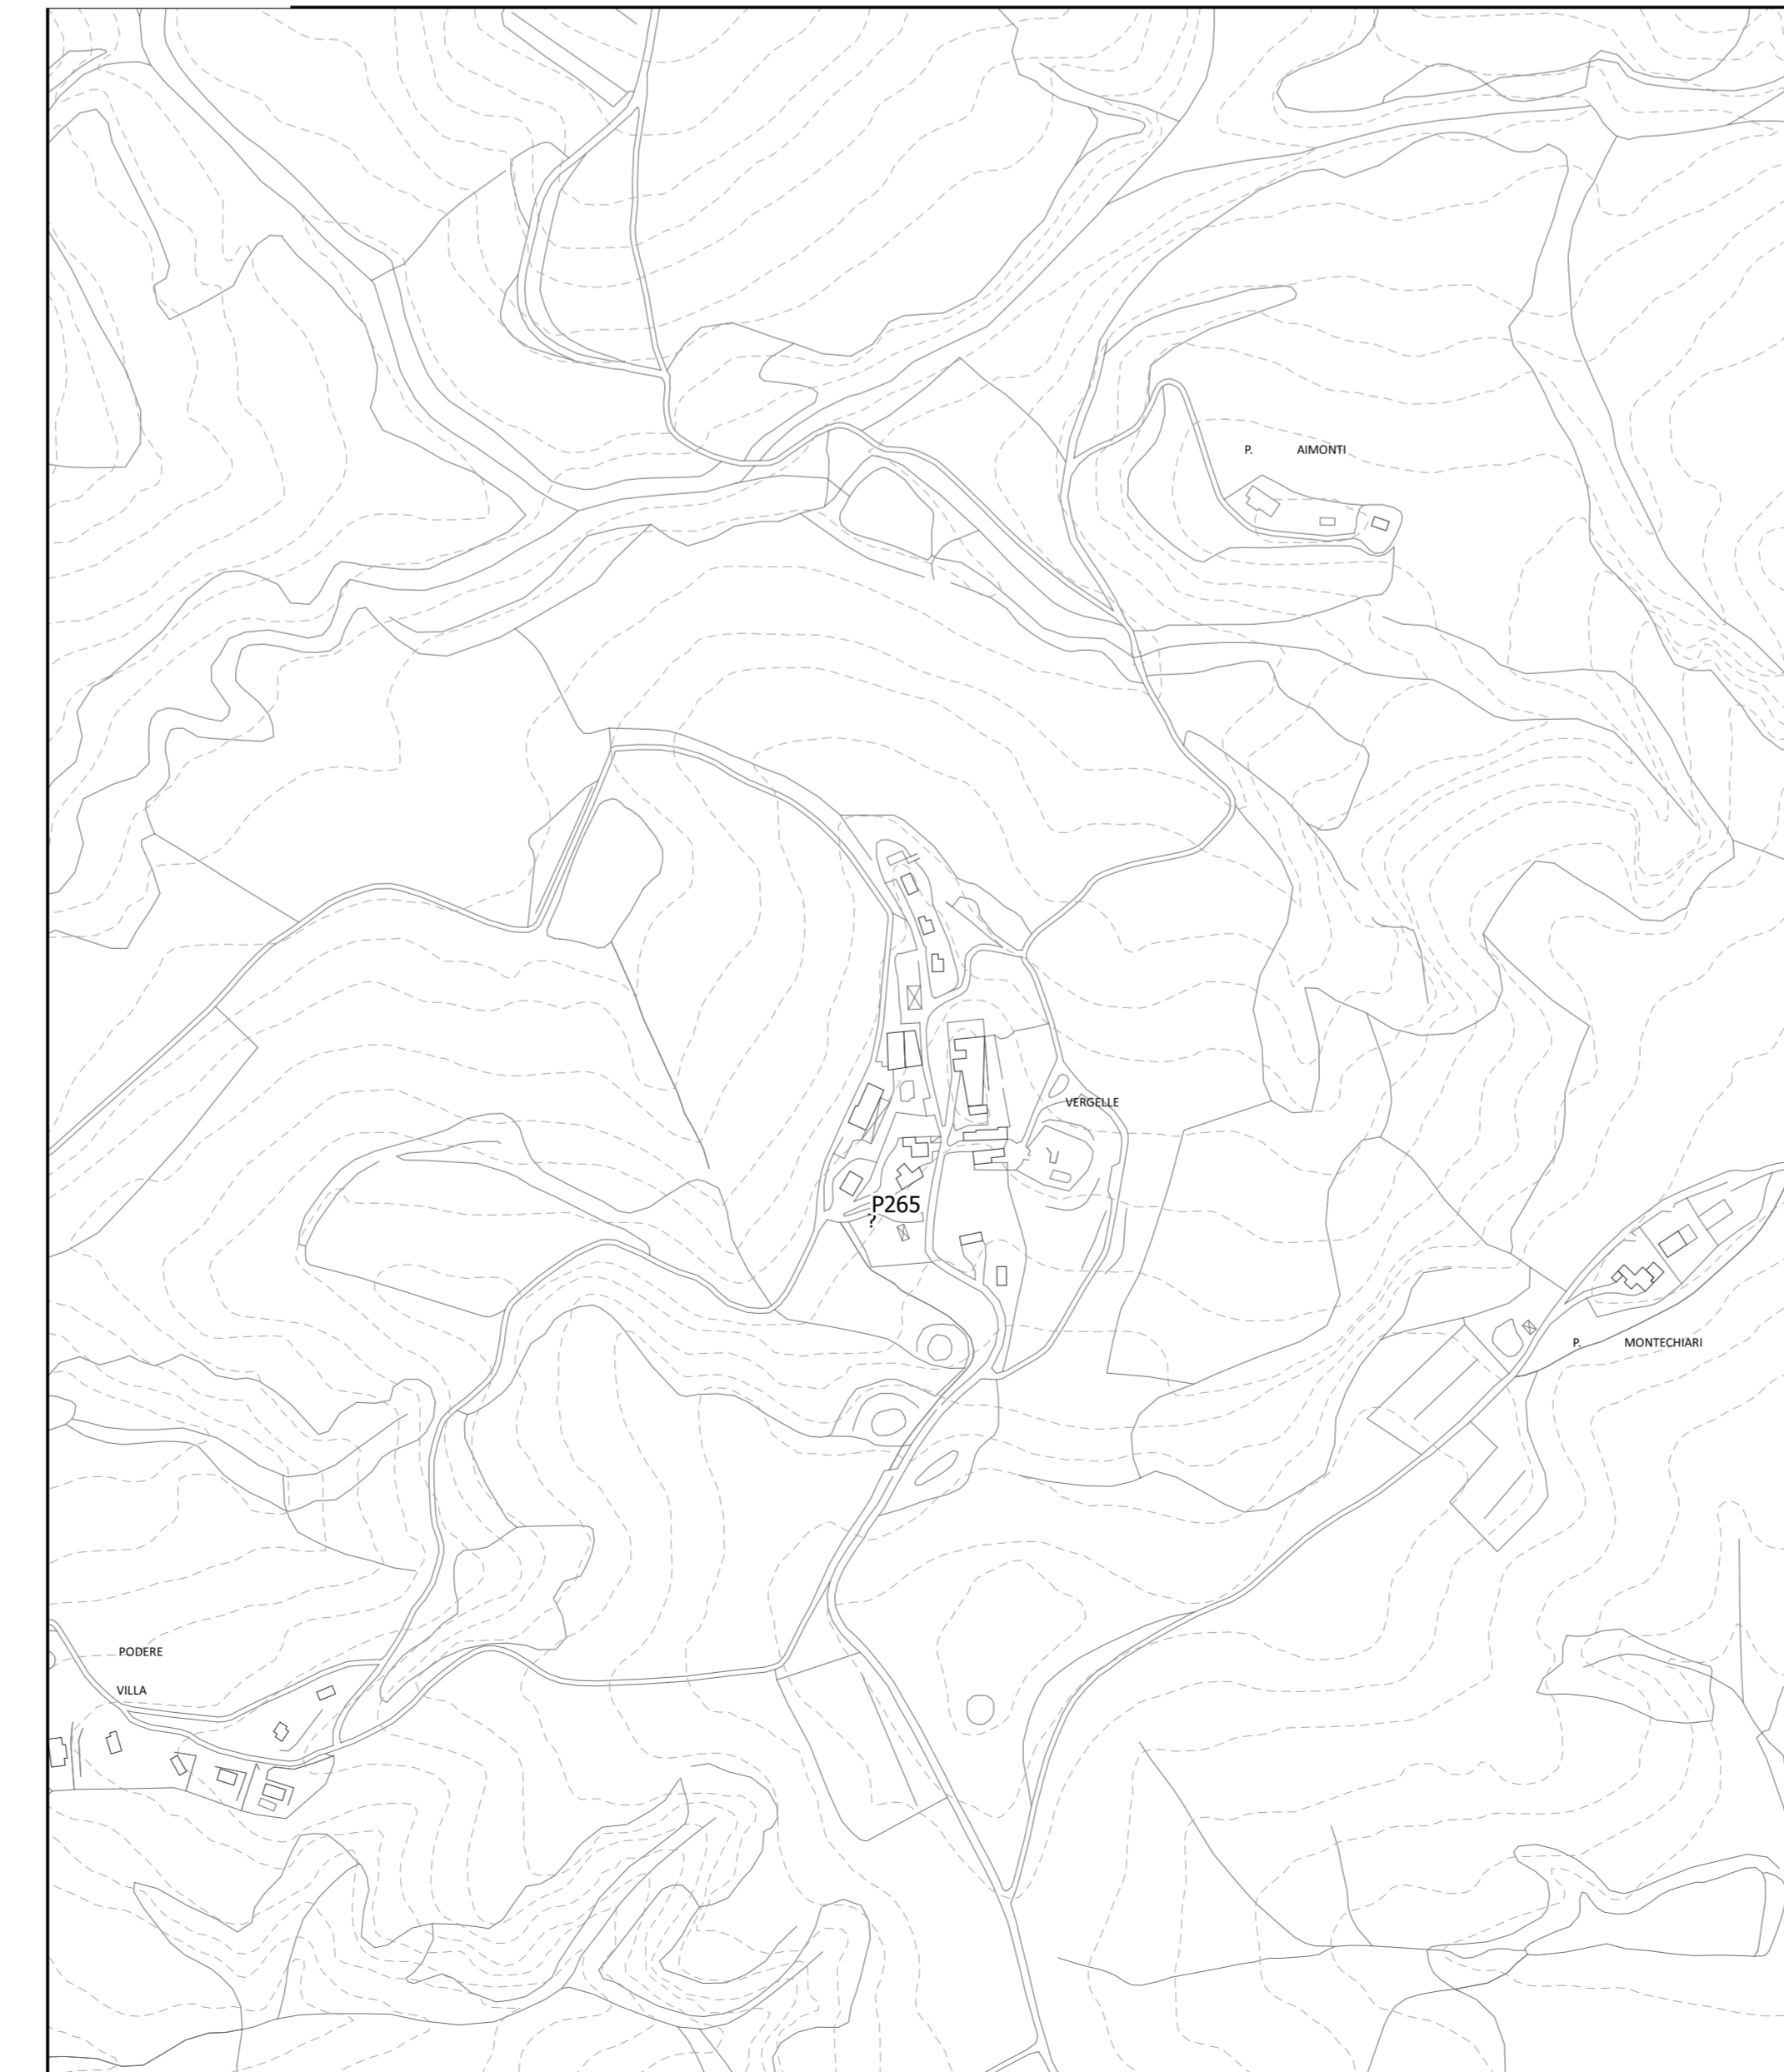 P. AIMONTI
VERGELLE
P265
?
P. MONTECHIARI
PODERE
VILLA